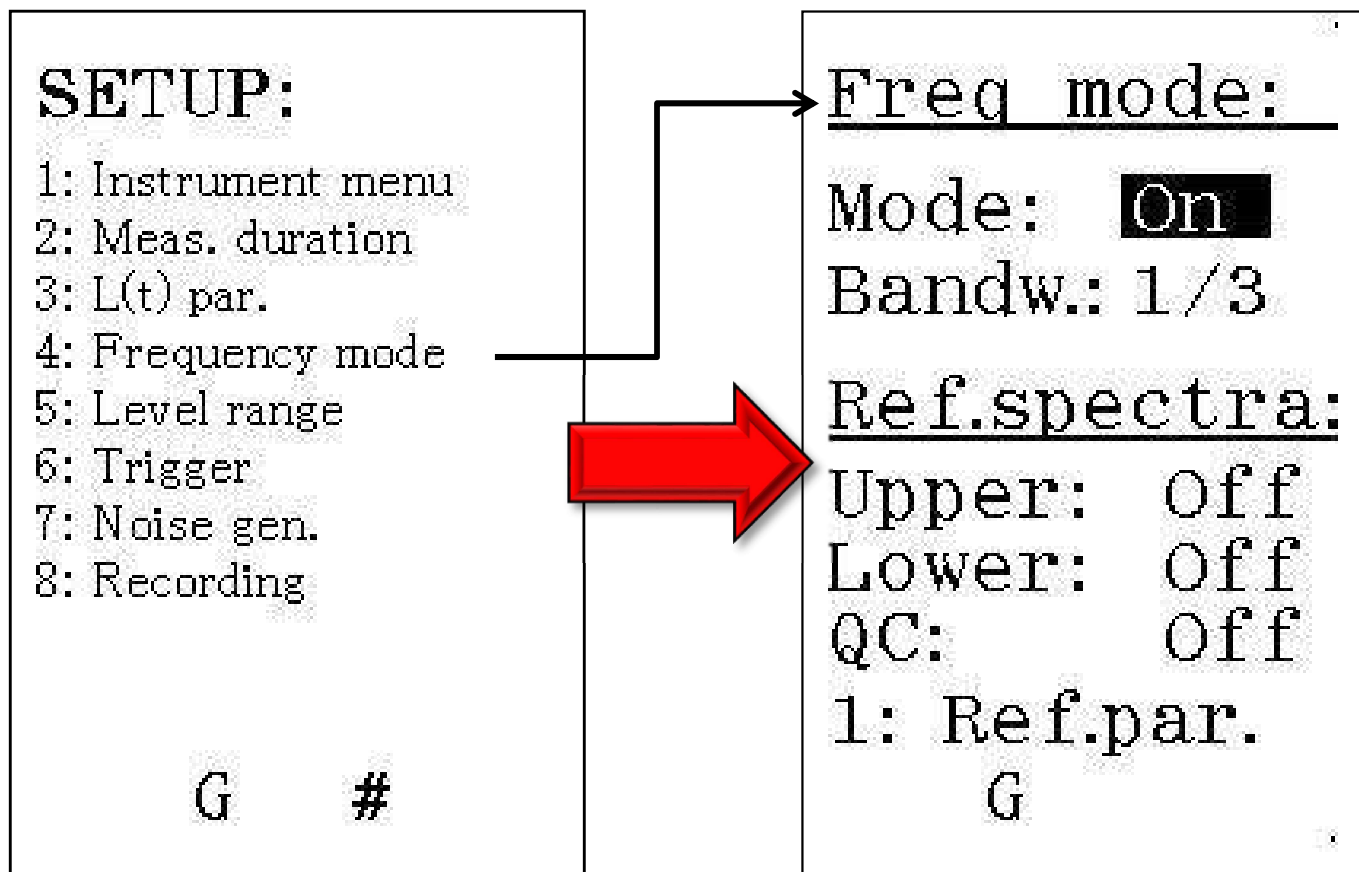 SETUP:
1: Instrument menu
2: Meas. duration
3: L(t) par.
4: Frequency mode
5: Level range
6: Trigger
7: Noise gen.
8: Recording
G #
Freq mode:
Mode: On
Bandw.: 1/3
Ref.spectra:
Upper: Off
Lower: Off
QC: Off
1: Ref.par.
G